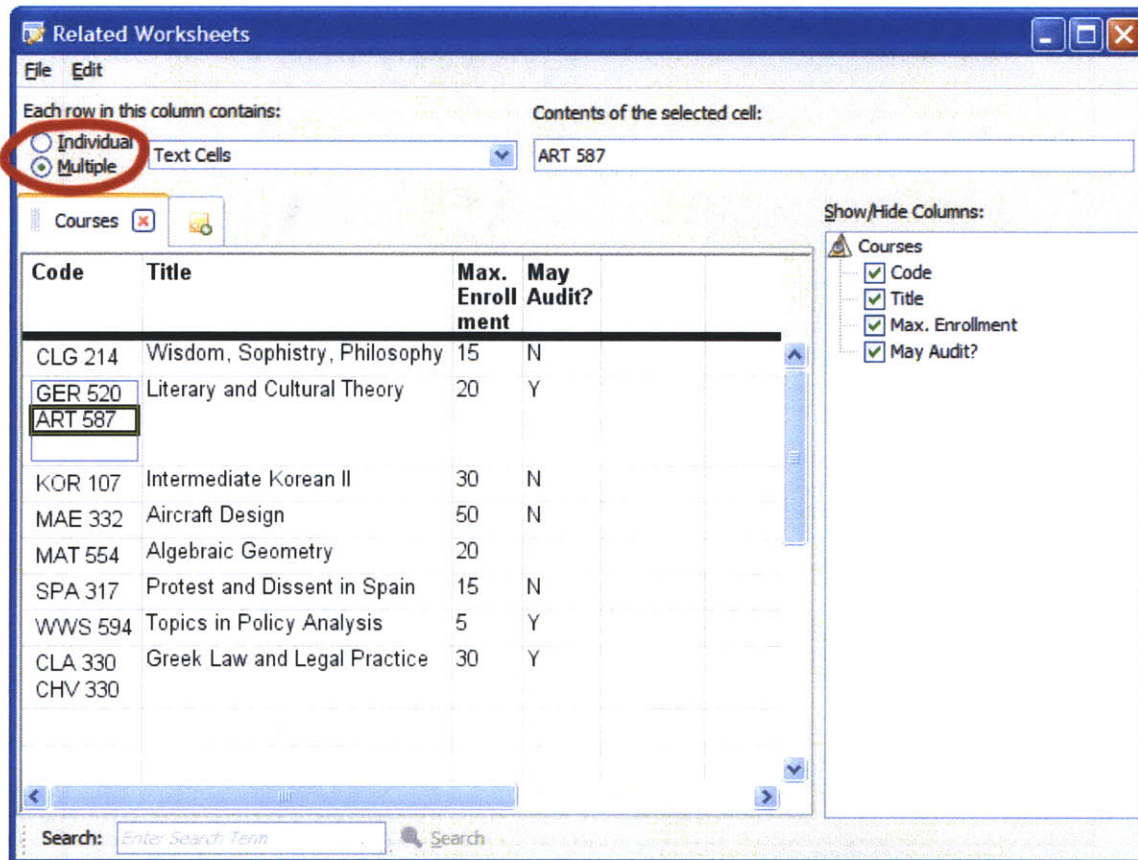 Related Worksheets
File Edit
Each row in this column contains:
Contents of the selected cell:
Individual
Multiple
Text Cells
ART 587
Courses
Show/Hide Columns:
Courses
Code
Title
Max. Enrollment
May Audit?
Code Title Max. Enroll ment May Audit?
CLG 214 Wisdom, Sophistry, Philosophy 15 N
GER 520 Literary and Cultural Theory 20 Y
ART 587
KOR 107 Intermediate Korean II 30 N
MAE 332 Aircraft Design 50 N
MAT 554 Algebraic Geometry 20
SPA 317 Protest and Dissent in Spain 15 N
WWS 594 Topics in Policy Analysis 5 Y
CLA 330 Greek Law and Legal Practice 30 Y
CHV 330
Search: Enter Search Term Search